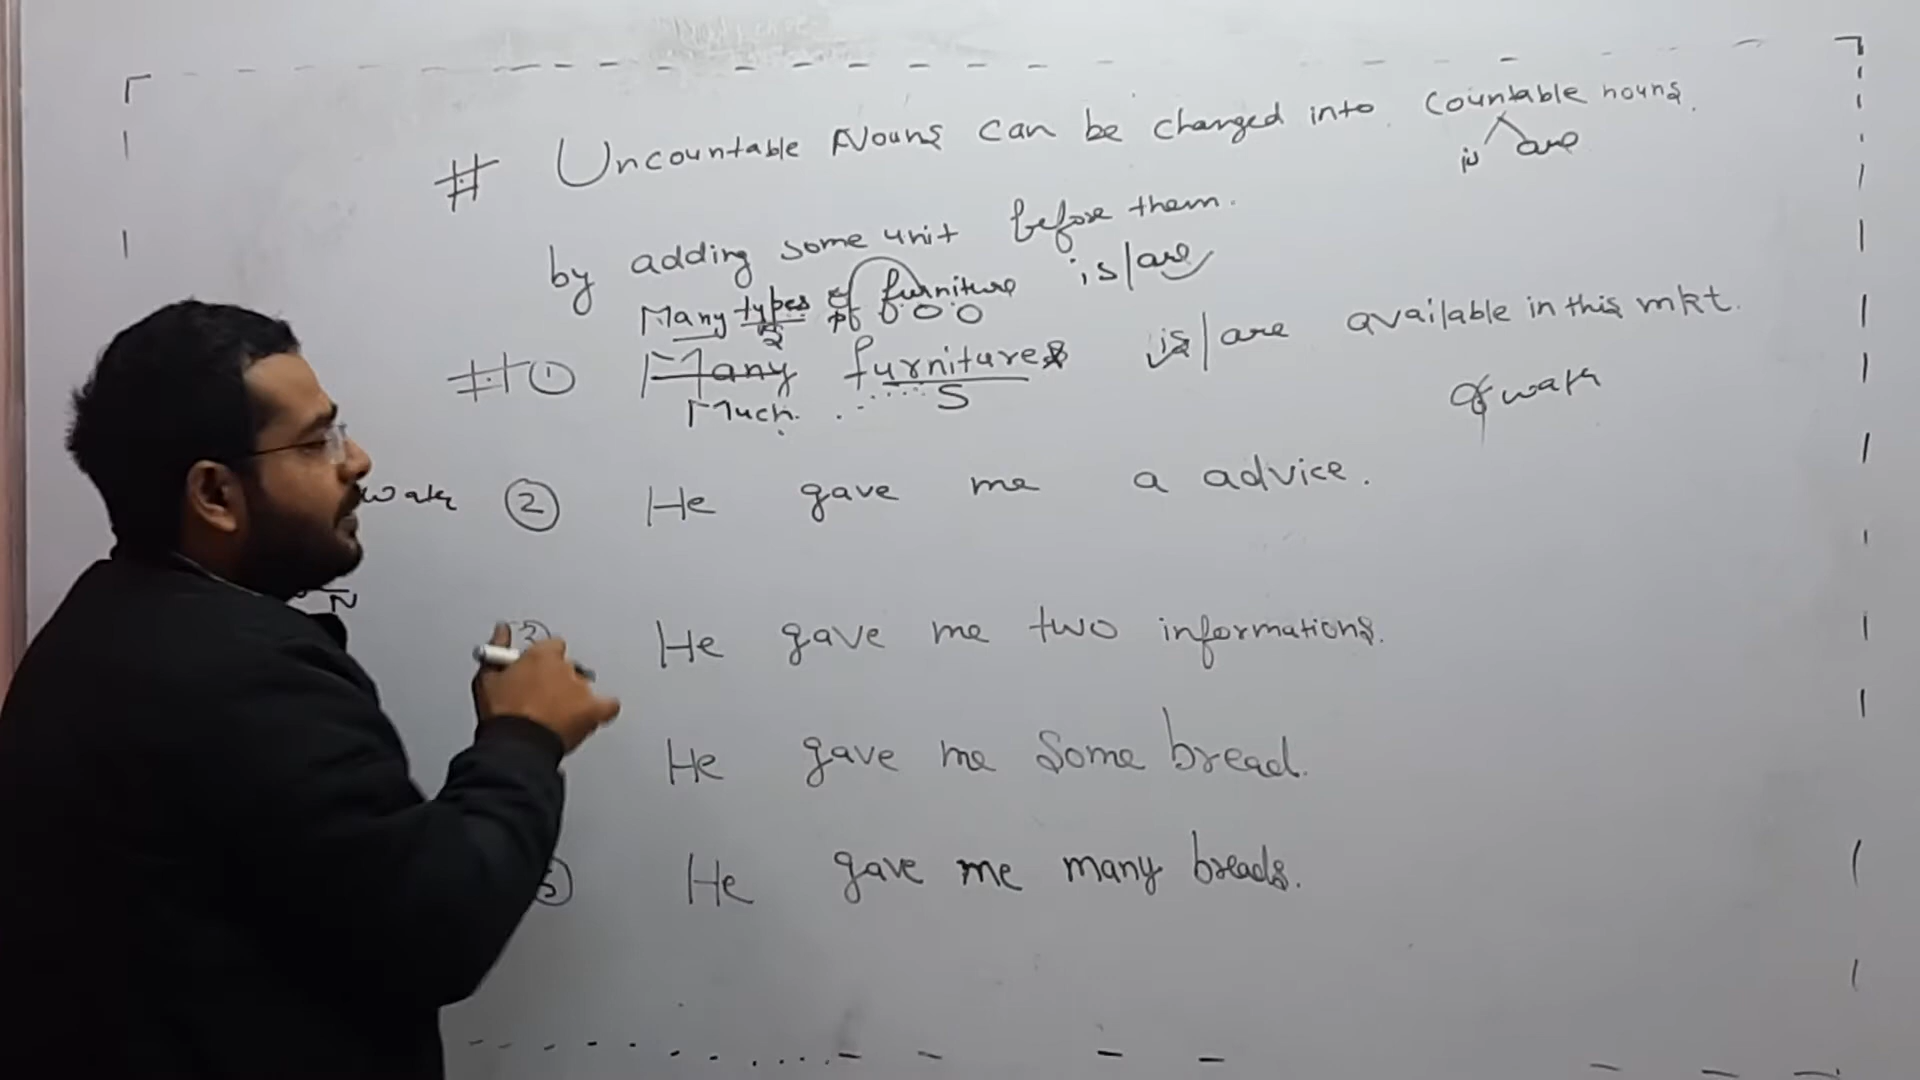 # Uncountable Nouns can be changed into countable nouns.
is are
by adding some unit before them.
Many types of furniture is/are
# ① Many furnitures is/are available in this mkt.
Much. S
② He gave me a advice.
N
He gave me two informations.
He gave me Some bread.
He gave me many breads.